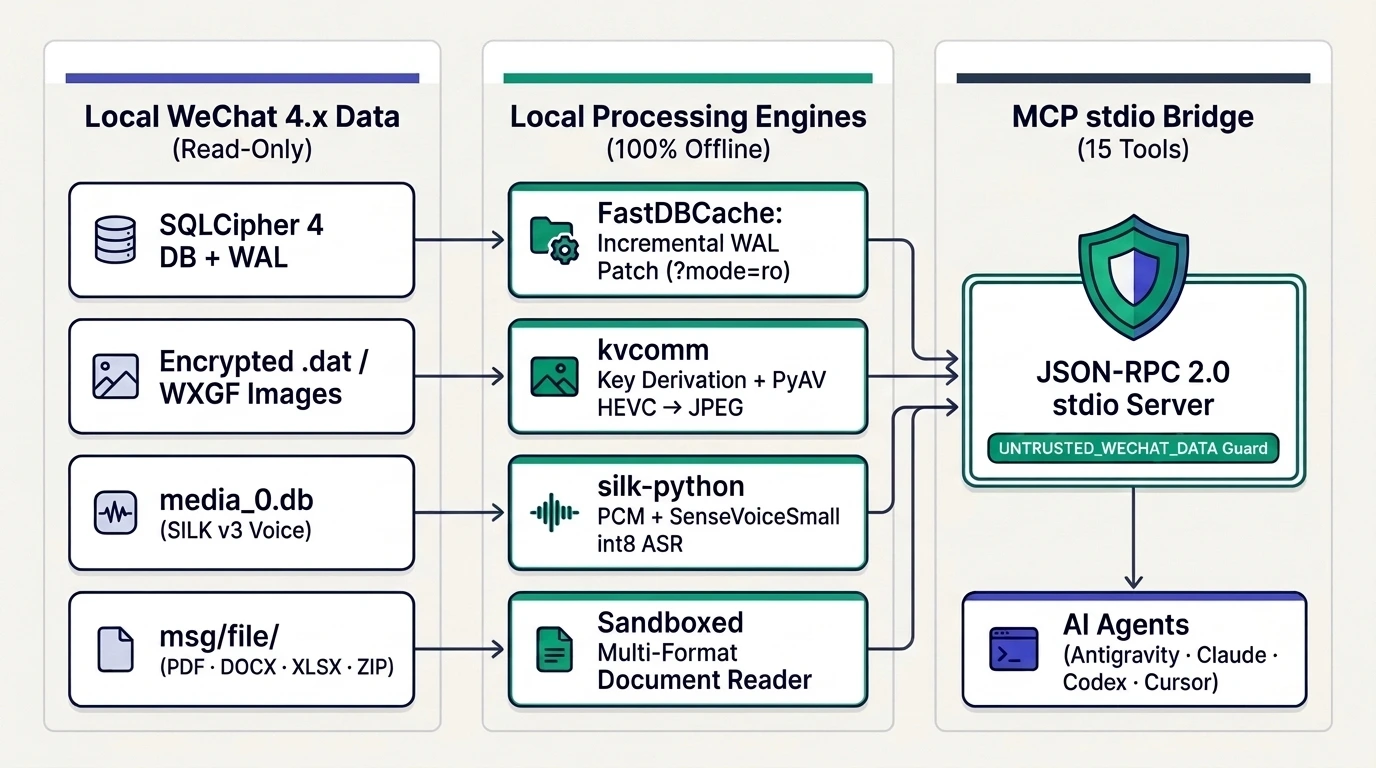 Local WeChat 4.x Data
(Read-Only)
SQLCipher 4
DB + WAL
Encrypted .dat /
WXGF Images
media_0.db
(SILK v3 Voice)
msg/file/
(PDF · DOCX · XLSX · ZIP)
Local Processing Engines
(100% Offline)
FastDBCache:
Incremental WAL
Patch (?mode=ro)
kvcomm
Key Derivation + PyAV
HEVC → JPEG
silk-python
PCM + SenseVoiceSmall
int8 ASR
Sandboxed
Multi-Format
Document Reader
MCP stdio Bridge
(15 Tools)
JSON-RPC 2.0
stdio Server
UNTRUSTED_WECHAT_DATA Guard
AI Agents
(Antigravity · Claude ·
Codex · Cursor)